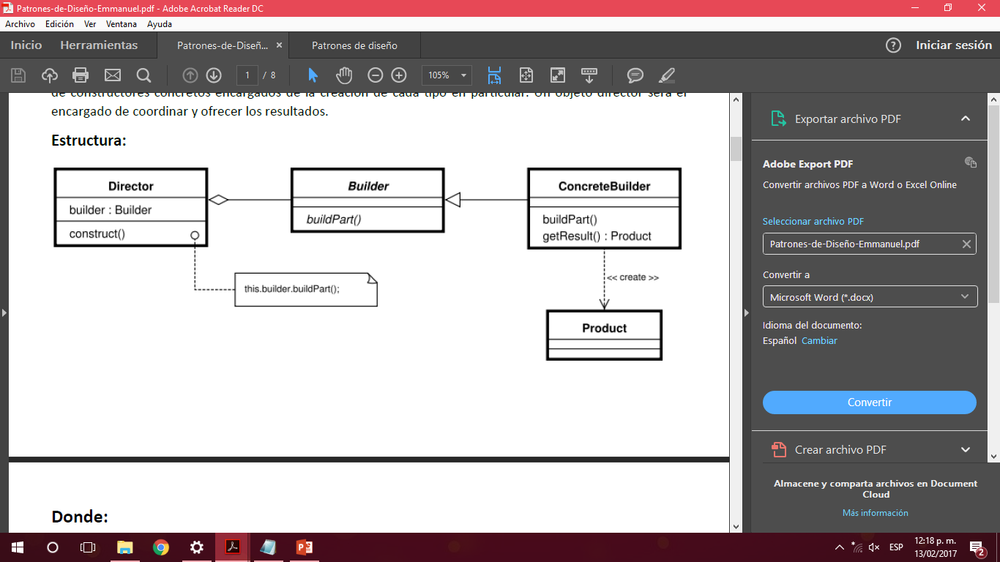 Patrones-de-Diseño-Emmanuel.pdf - Adobe Acrobat Reader DC
Archivo Edición Ver Ventana Ayuda
Inicio Herramientas Patrones-de-Diseñ... × Patrones de diseño ? Iniciar sesión
1 / 8 105%
de constructores concretos encargados de la creación de cada tipo en particular. Un objeto director será el
encargado de coordinar y ofrecer los resultados.
Estructura:
Director
builder : Builder
construct()
Builder
buildPart()
ConcreteBuilder
buildPart()
getResult() : Product
this.builder.buildPart();
<< create >>
Product
Donde:
Exportar archivo PDF
Adobe Export PDF
Convertir archivos PDF a Word o Excel Online
Seleccionar archivo PDF
Patrones-de-Diseño-Emmanuel.pdf
Convertir a
Microsoft Word (*.docx)
Idioma del documento:
Español Cambiar
Convertir
Crear archivo PDF
Almacene y comparta archivos en Document
Cloud
Más información
ESP
12:18 p. m.
13/02/2017
2